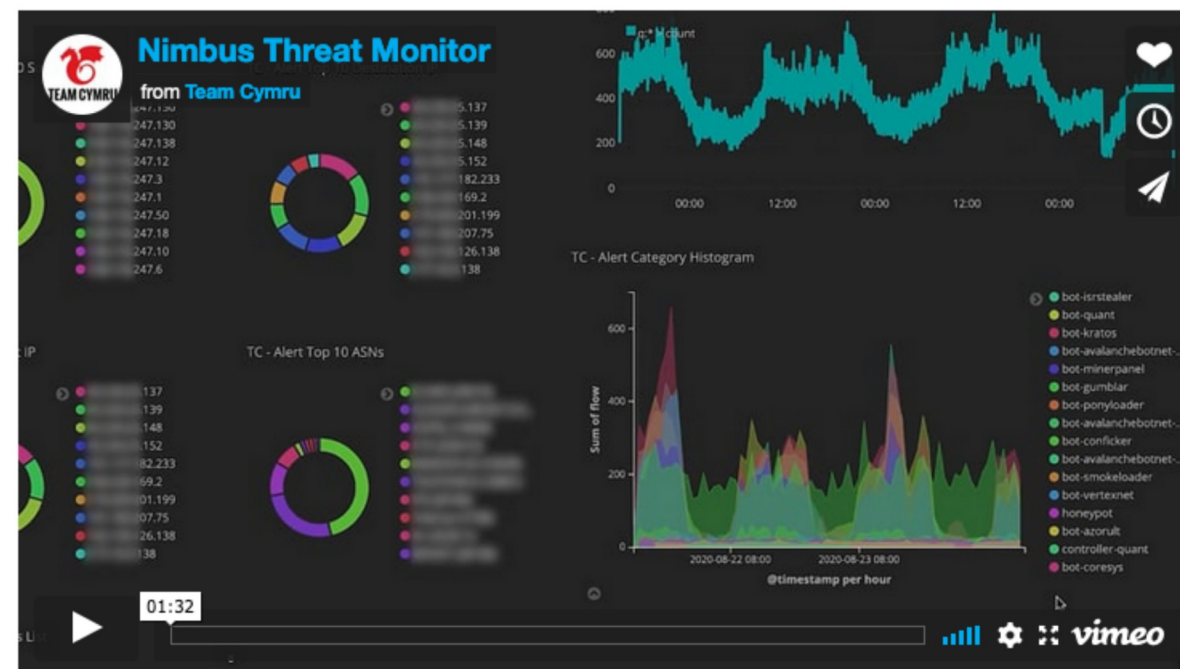 Nimbus Threat Monitor
from Team Cymru
TEAM CYMRU
247.130
247.138
247.12
247.3
247.1
247.50
247.18
247.10
247.6
5.137
5.139
5.148
5.152
182.233
169.2
201.199
207.75
126.138
138
count
600
400
200
0
00:00
12:00
00:00
12:00
00:00
TC - Alert Category Histogram
Sum of flow
600
400
200
0
2020-08-22 08:00
2020-08-23 08:00
@timestamp per hour
bot-isrstealer
bot-quant
bot-kratos
bot-avalanchebotnet-..
bot-minerpanel
bot-gumblar
bot-ponyloader
bot-avalanchebotnet-..
bot-conficker
bot-avalanchebotnet-..
bot-smokeloader
bot-vertexnet
honeypot
bot-azorult
controller-quant
bot-coresys
IP
137
139
148
152
82.233
69.2
01.199
07.75
26.138
138
TC - Alert Top 10 ASNs
01:32
vimeo